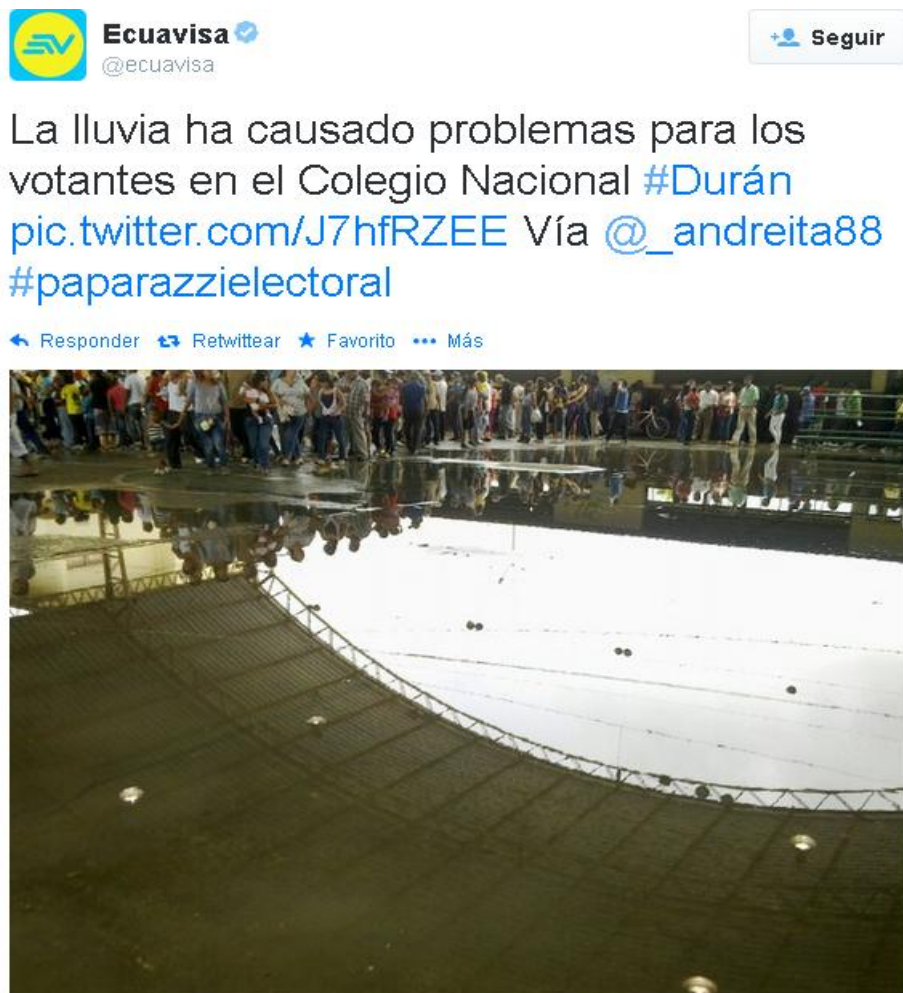 Ecuavisa
@ecuavisa
Seguir
La lluvia ha causado problemas para los
votantes en el Colegio Nacional #Durán
pic.twitter.com/J7hfRZEE Vía @_andreita88
#paparazzielectoral
Responder Retwittear Favorito Más